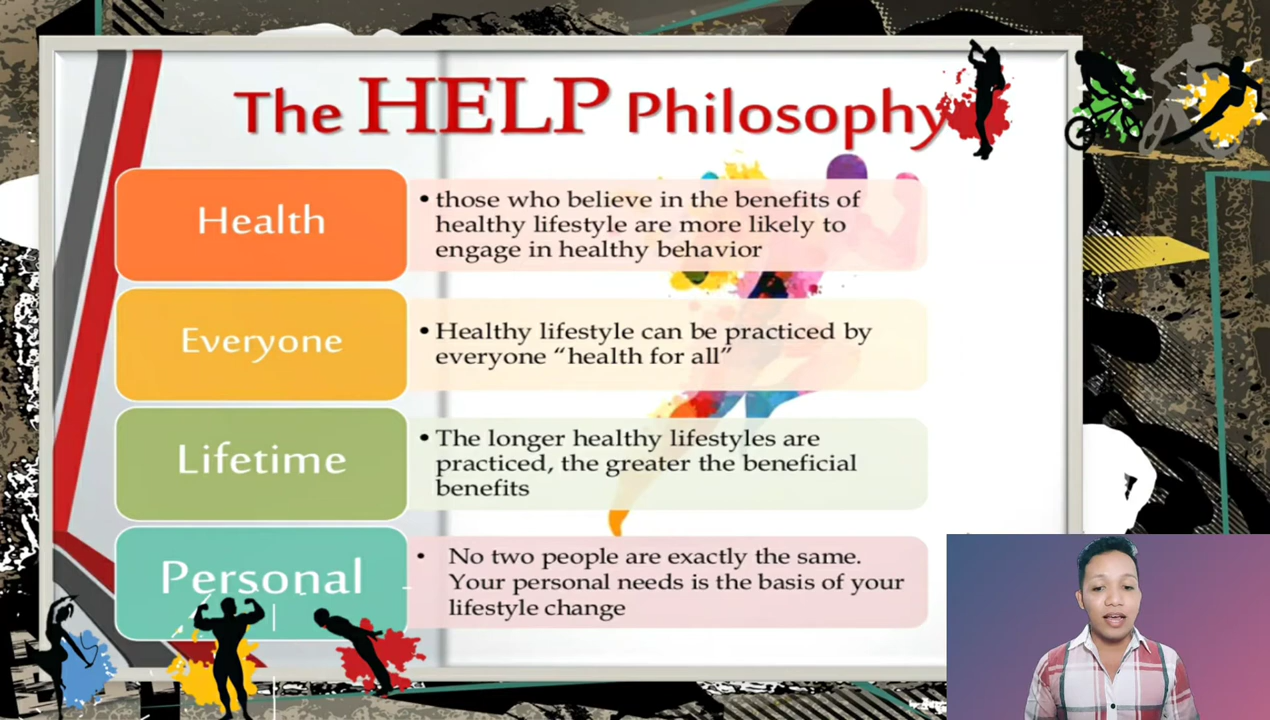 The HELP Philosophy
Health
• those who believe in the benefits of
healthy lifestyle are more likely to
engage in healthy behavior
Everyone
• Healthy lifestyle can be practiced by
everyone “health for all”
Lifetime
• The longer healthy lifestyles are
practiced, the greater the beneficial
benefits
Personal
• No two people are exactly the same.
Your personal needs is the basis of your
lifestyle change